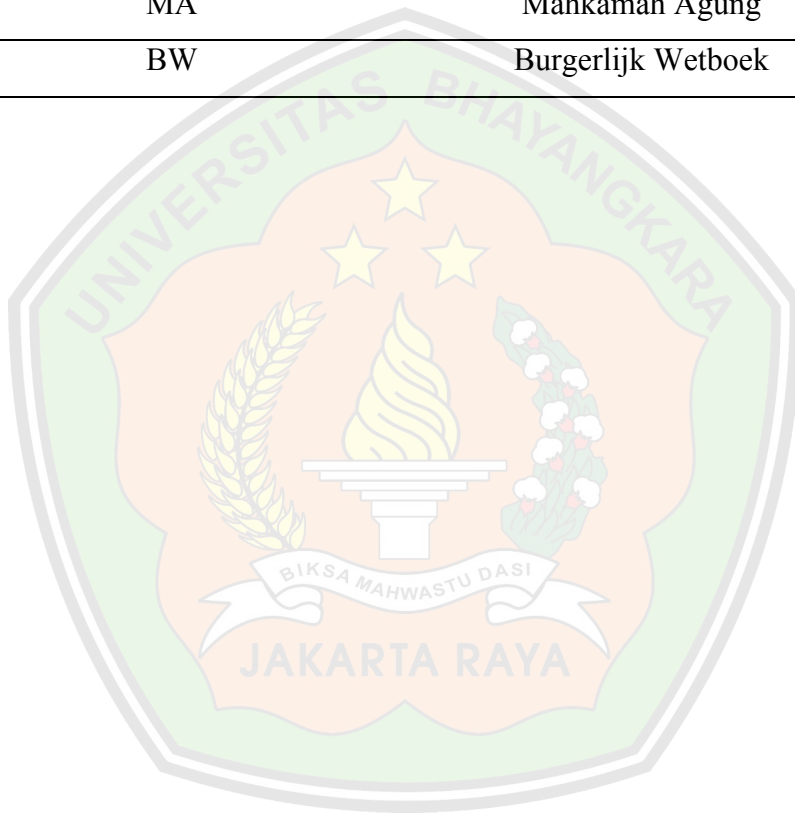 MA Mahkamah Agung
BW Burgerlijk Wetboek
UNIVERSITAS BHAYANGKARA
BIKSA MAHWASTU DASI
JAKARTA RAYA